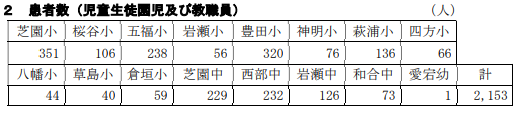 2 患者数（児童生徒園児及び教職員） （人）
芝園小 桜谷小 五福小 岩瀬小 豊田小 神明小 萩浦小 四方小
351 106 238 56 320 76 136 66
八幡小 草島小 倉垣小 芝園中 西部中 岩瀬中 和合中 愛宕幼 計
44 40 59 229 232 126 73 1 2,153